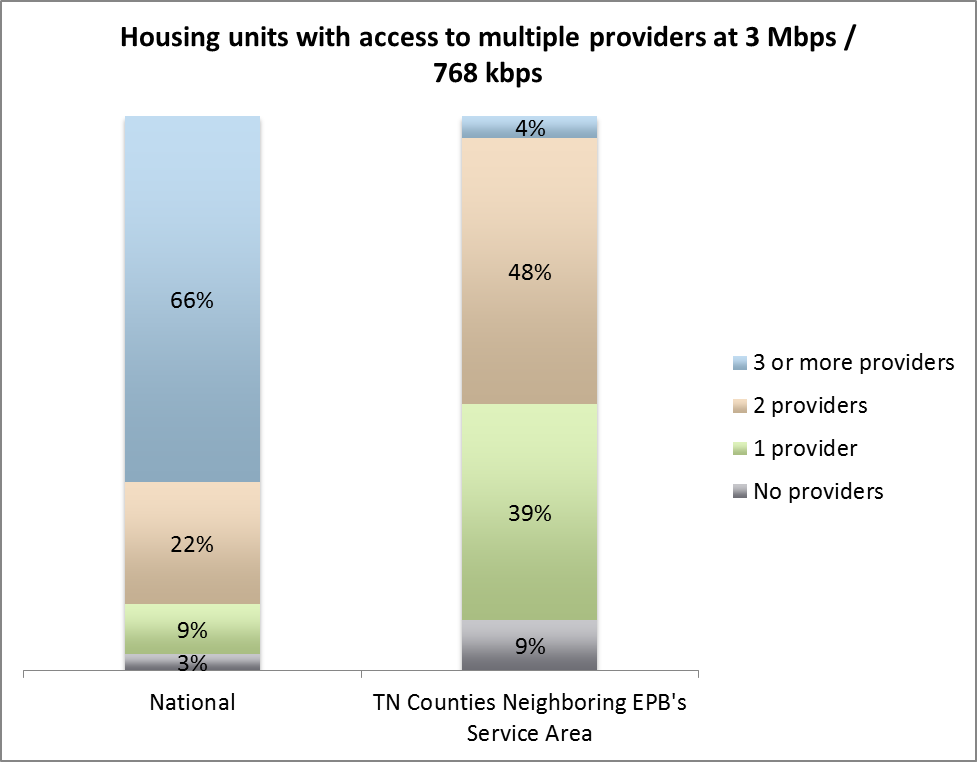 Housing units with access to multiple providers at 3 Mbps /
768 kbps
66%
22%
9%
3%
4%
48%
39%
9%
3 or more providers
2 providers
1 provider
No providers
National
TN Counties Neighboring EPB's
Service Area